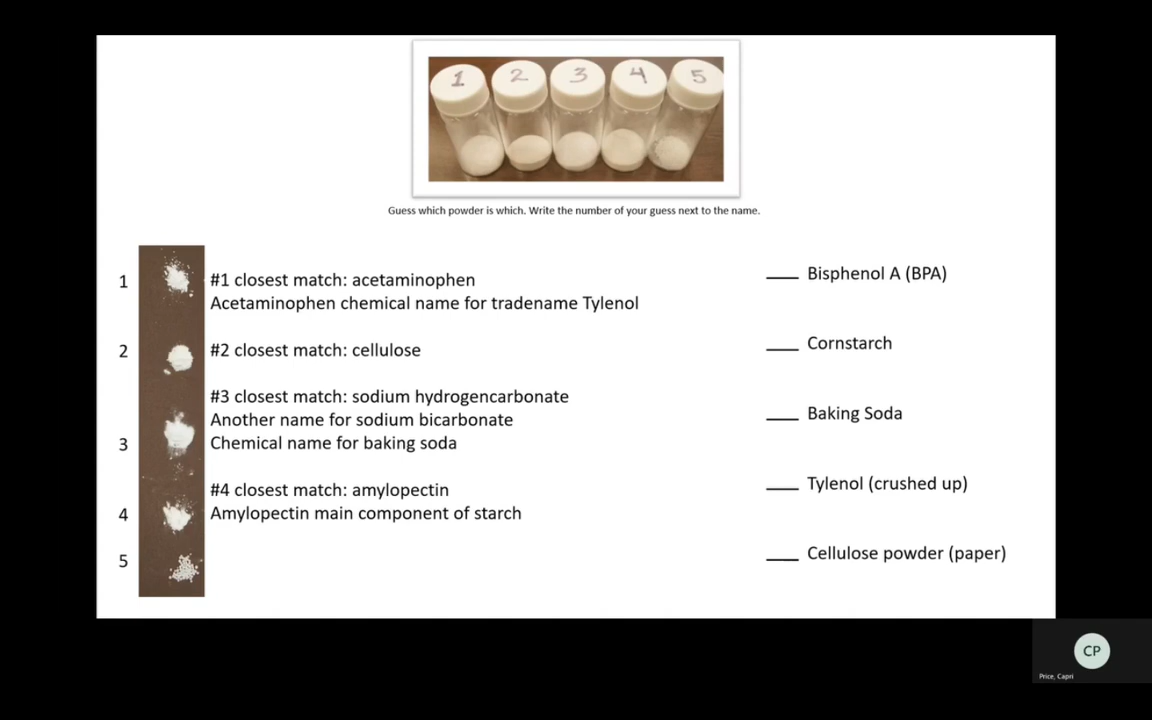 1 2 3 4 5
Guess which powder is which. Write the number of your guess next to the name.
1
#1 closest match: acetaminophen
Acetaminophen chemical name for tradename Tylenol
2
#2 closest match: cellulose
#3 closest match: sodium hydrogencarbonate
Another name for sodium bicarbonate
3
Chemical name for baking soda
#4 closest match: amylopectin
4
Amylopectin main component of starch
5
____ Bisphenol A (BPA)
____ Cornstarch
____ Baking Soda
____ Tylenol (crushed up)
____ Cellulose powder (paper)
CP
Price, Capri